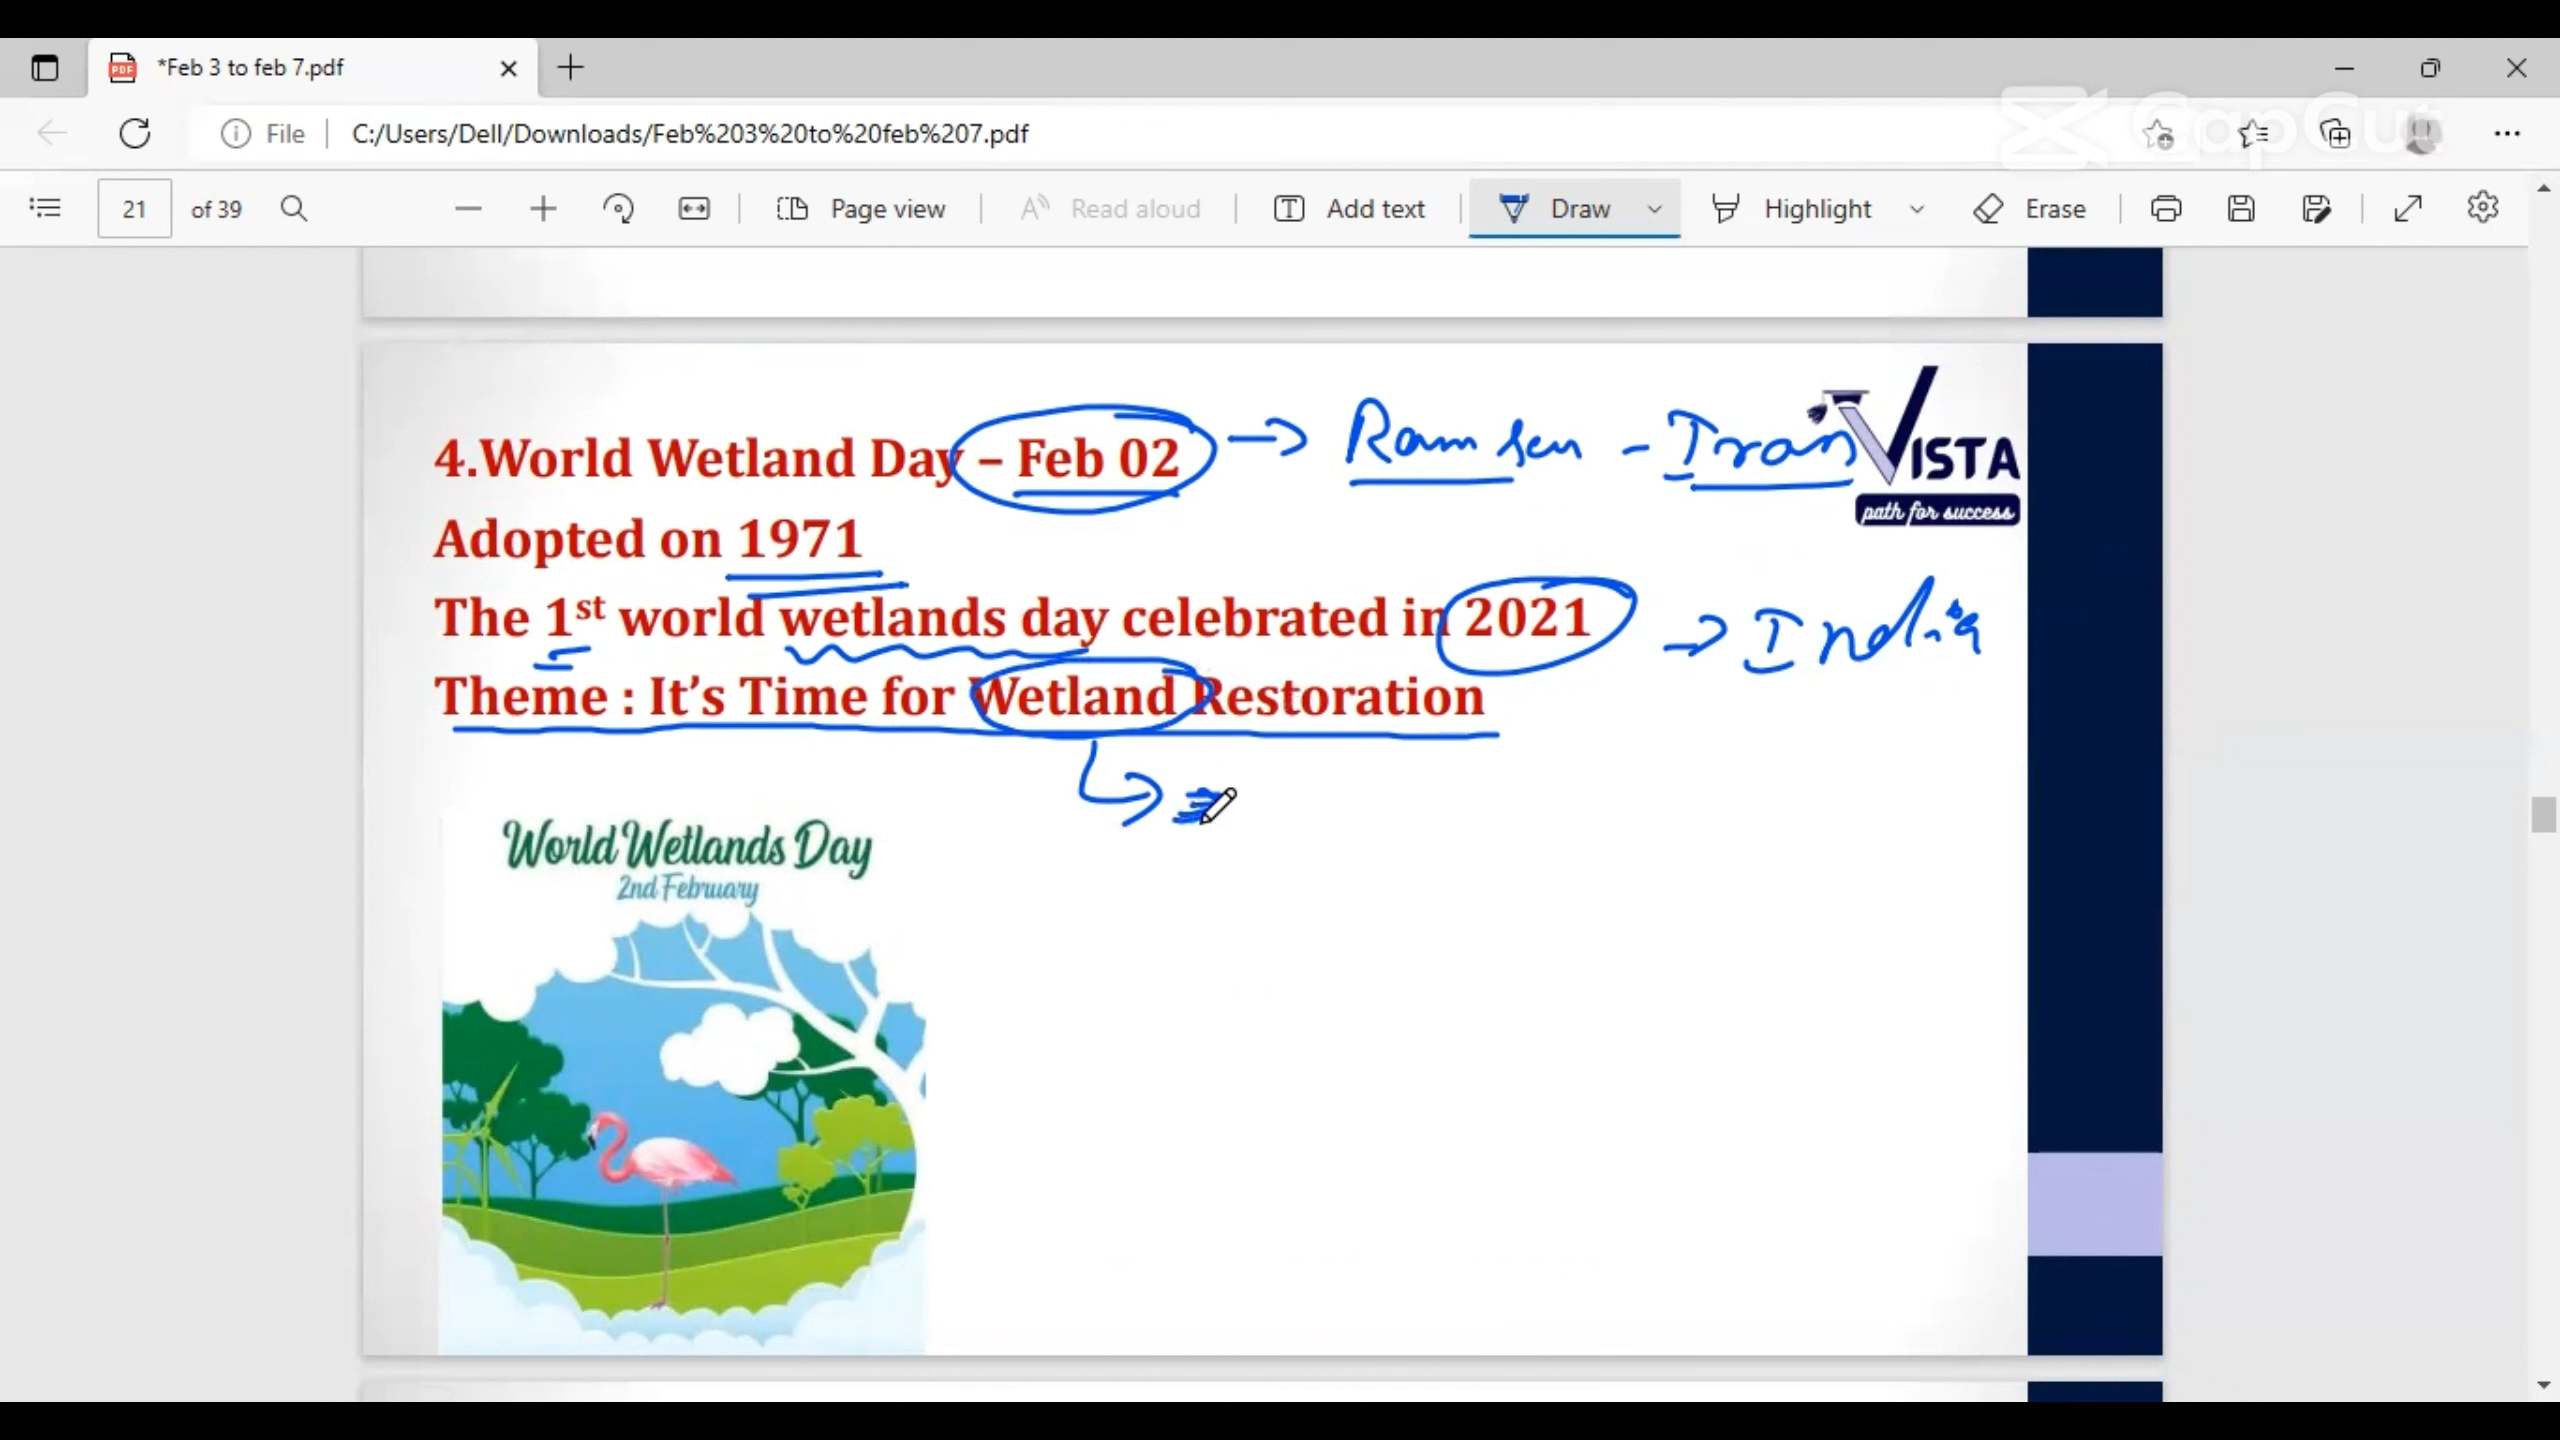 *Feb 3 to feb 7.pdf
File C:/Users/Dell/Downloads/Feb%203%20to%20feb%207.pdf
CapCut
21 of 39 Page view Read aloud Add text Draw Highlight Erase
4.World Wetland Day – Feb 02 → Ramsen - Iran
VISTA
path for success
Adopted on 1971
The 1st world wetlands day celebrated in 2021 → India
Theme : It's Time for Wetland Restoration
World Wetlands Day
2nd February